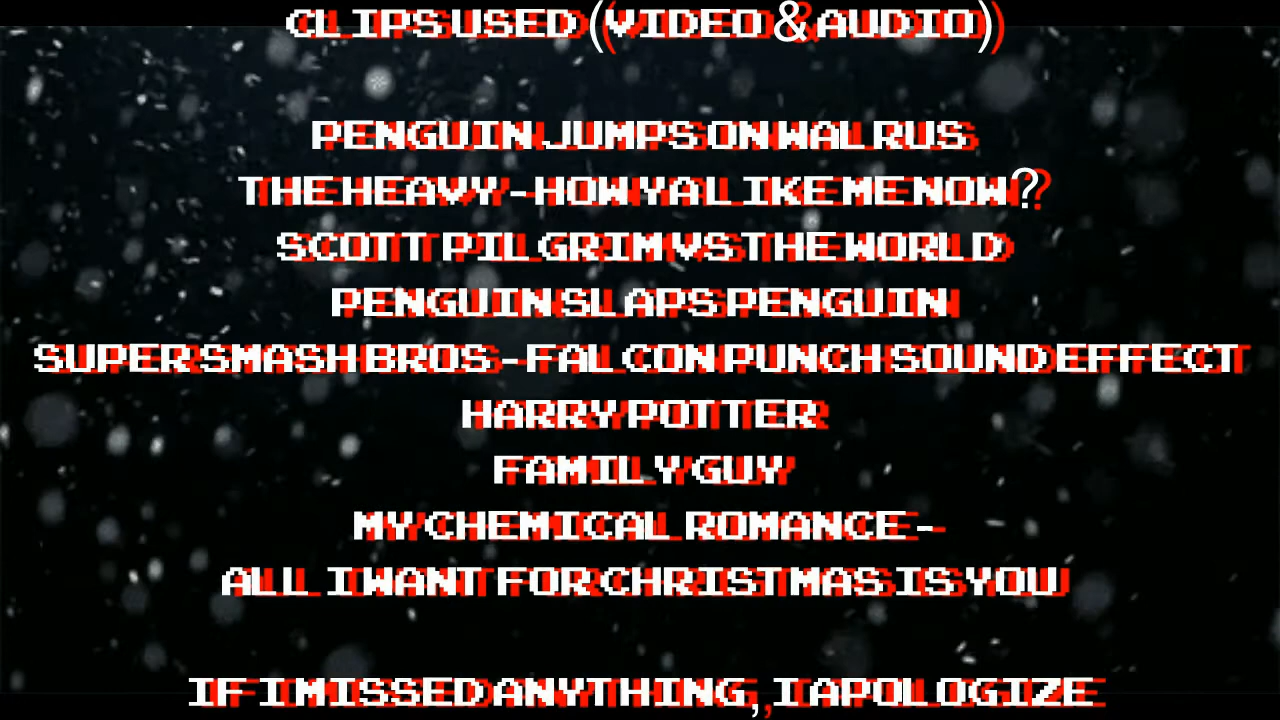 CLIPS USED (VIDEO & AUDIO)
PENGUIN JUMPS ON WALRUS
THE HEAVY - HOW YA LIKE ME NOW?
SCOTT PILGRIM VS THE WORLD
PENGUIN SLAPS PENGUIN
SUPER SMASH BROS - FALCON PUNCH SOUND EFFECT
HARRY POTTER
FAMILY GUY
MY CHEMICAL ROMANCE -
ALL I WANT FOR CHRISTMAS IS YOU
IF I MISSED ANYTHING, I APOLOGIZE